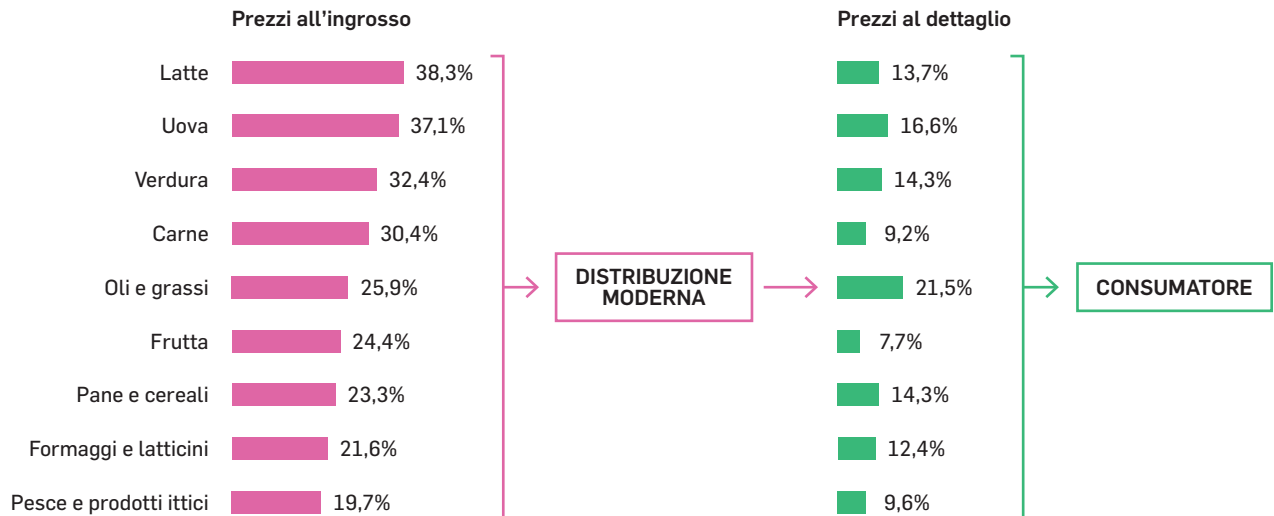 Prezzi all'ingrosso Prezzi al dettaglio
Latte 38,3% 13,7%
Uova 37,1% 16,6%
Verdura 32,4% 14,3%
Carne 30,4% 9,2%
Oli e grassi 25,9% DISTRIBUZIONE MODERNA 21,5% CONSUMATORE
Frutta 24,4% 7,7%
Pane e cereali 23,3% 14,3%
Formaggi e latticini 21,6% 12,4%
Pesce e prodotti ittici 19,7% 9,6%